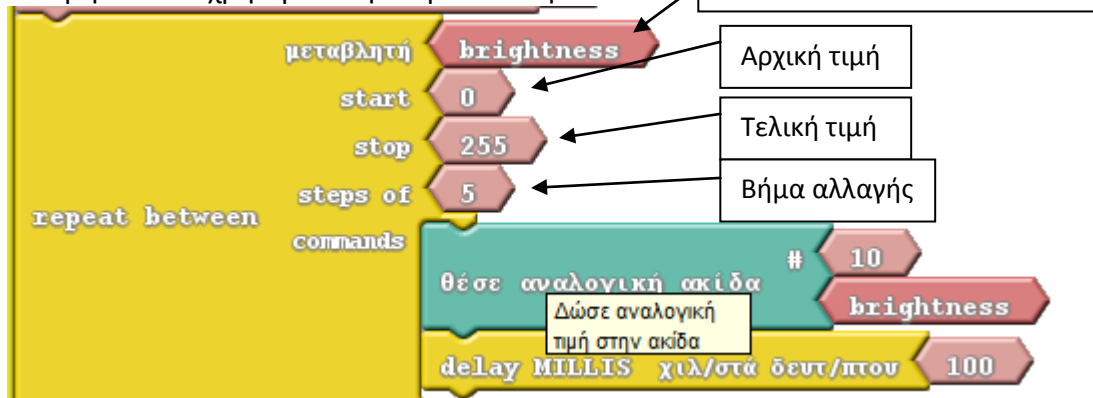 μεταβλητή brightness
start 0
Αρχική τιμή
stop 255
Τελική τιμή
steps of 5
Βήμα αλλαγής
repeat between
commands
θέσε αναλογική ακίδα # 10
brightness
Δώσε αναλογική
τιμή στην ακίδα
delay MILLIS χιλ/στά δευτ/πτου 100